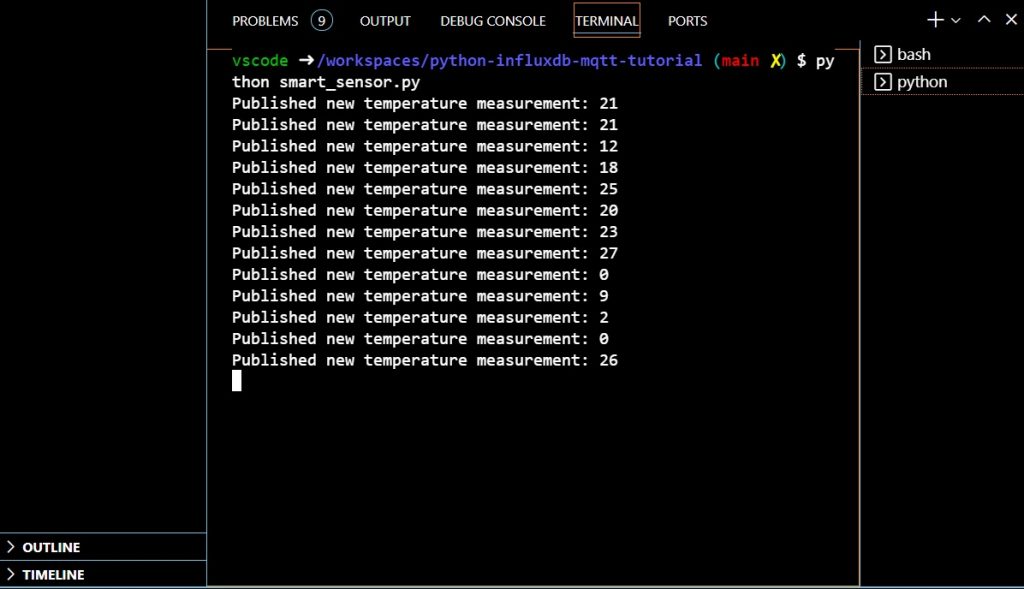 PROBLEMS 9 OUTPUT DEBUG CONSOLE TERMINAL PORTS
vscode ➜ /workspaces/python-influxdb-mqtt-tutorial (main ✗) $ py
thon smart_sensor.py
Published new temperature measurement: 21
Published new temperature measurement: 21
Published new temperature measurement: 12
Published new temperature measurement: 18
Published new temperature measurement: 25
Published new temperature measurement: 20
Published new temperature measurement: 23
Published new temperature measurement: 27
Published new temperature measurement: 0
Published new temperature measurement: 9
Published new temperature measurement: 2
Published new temperature measurement: 0
Published new temperature measurement: 26
bash
python
OUTLINE
TIMELINE